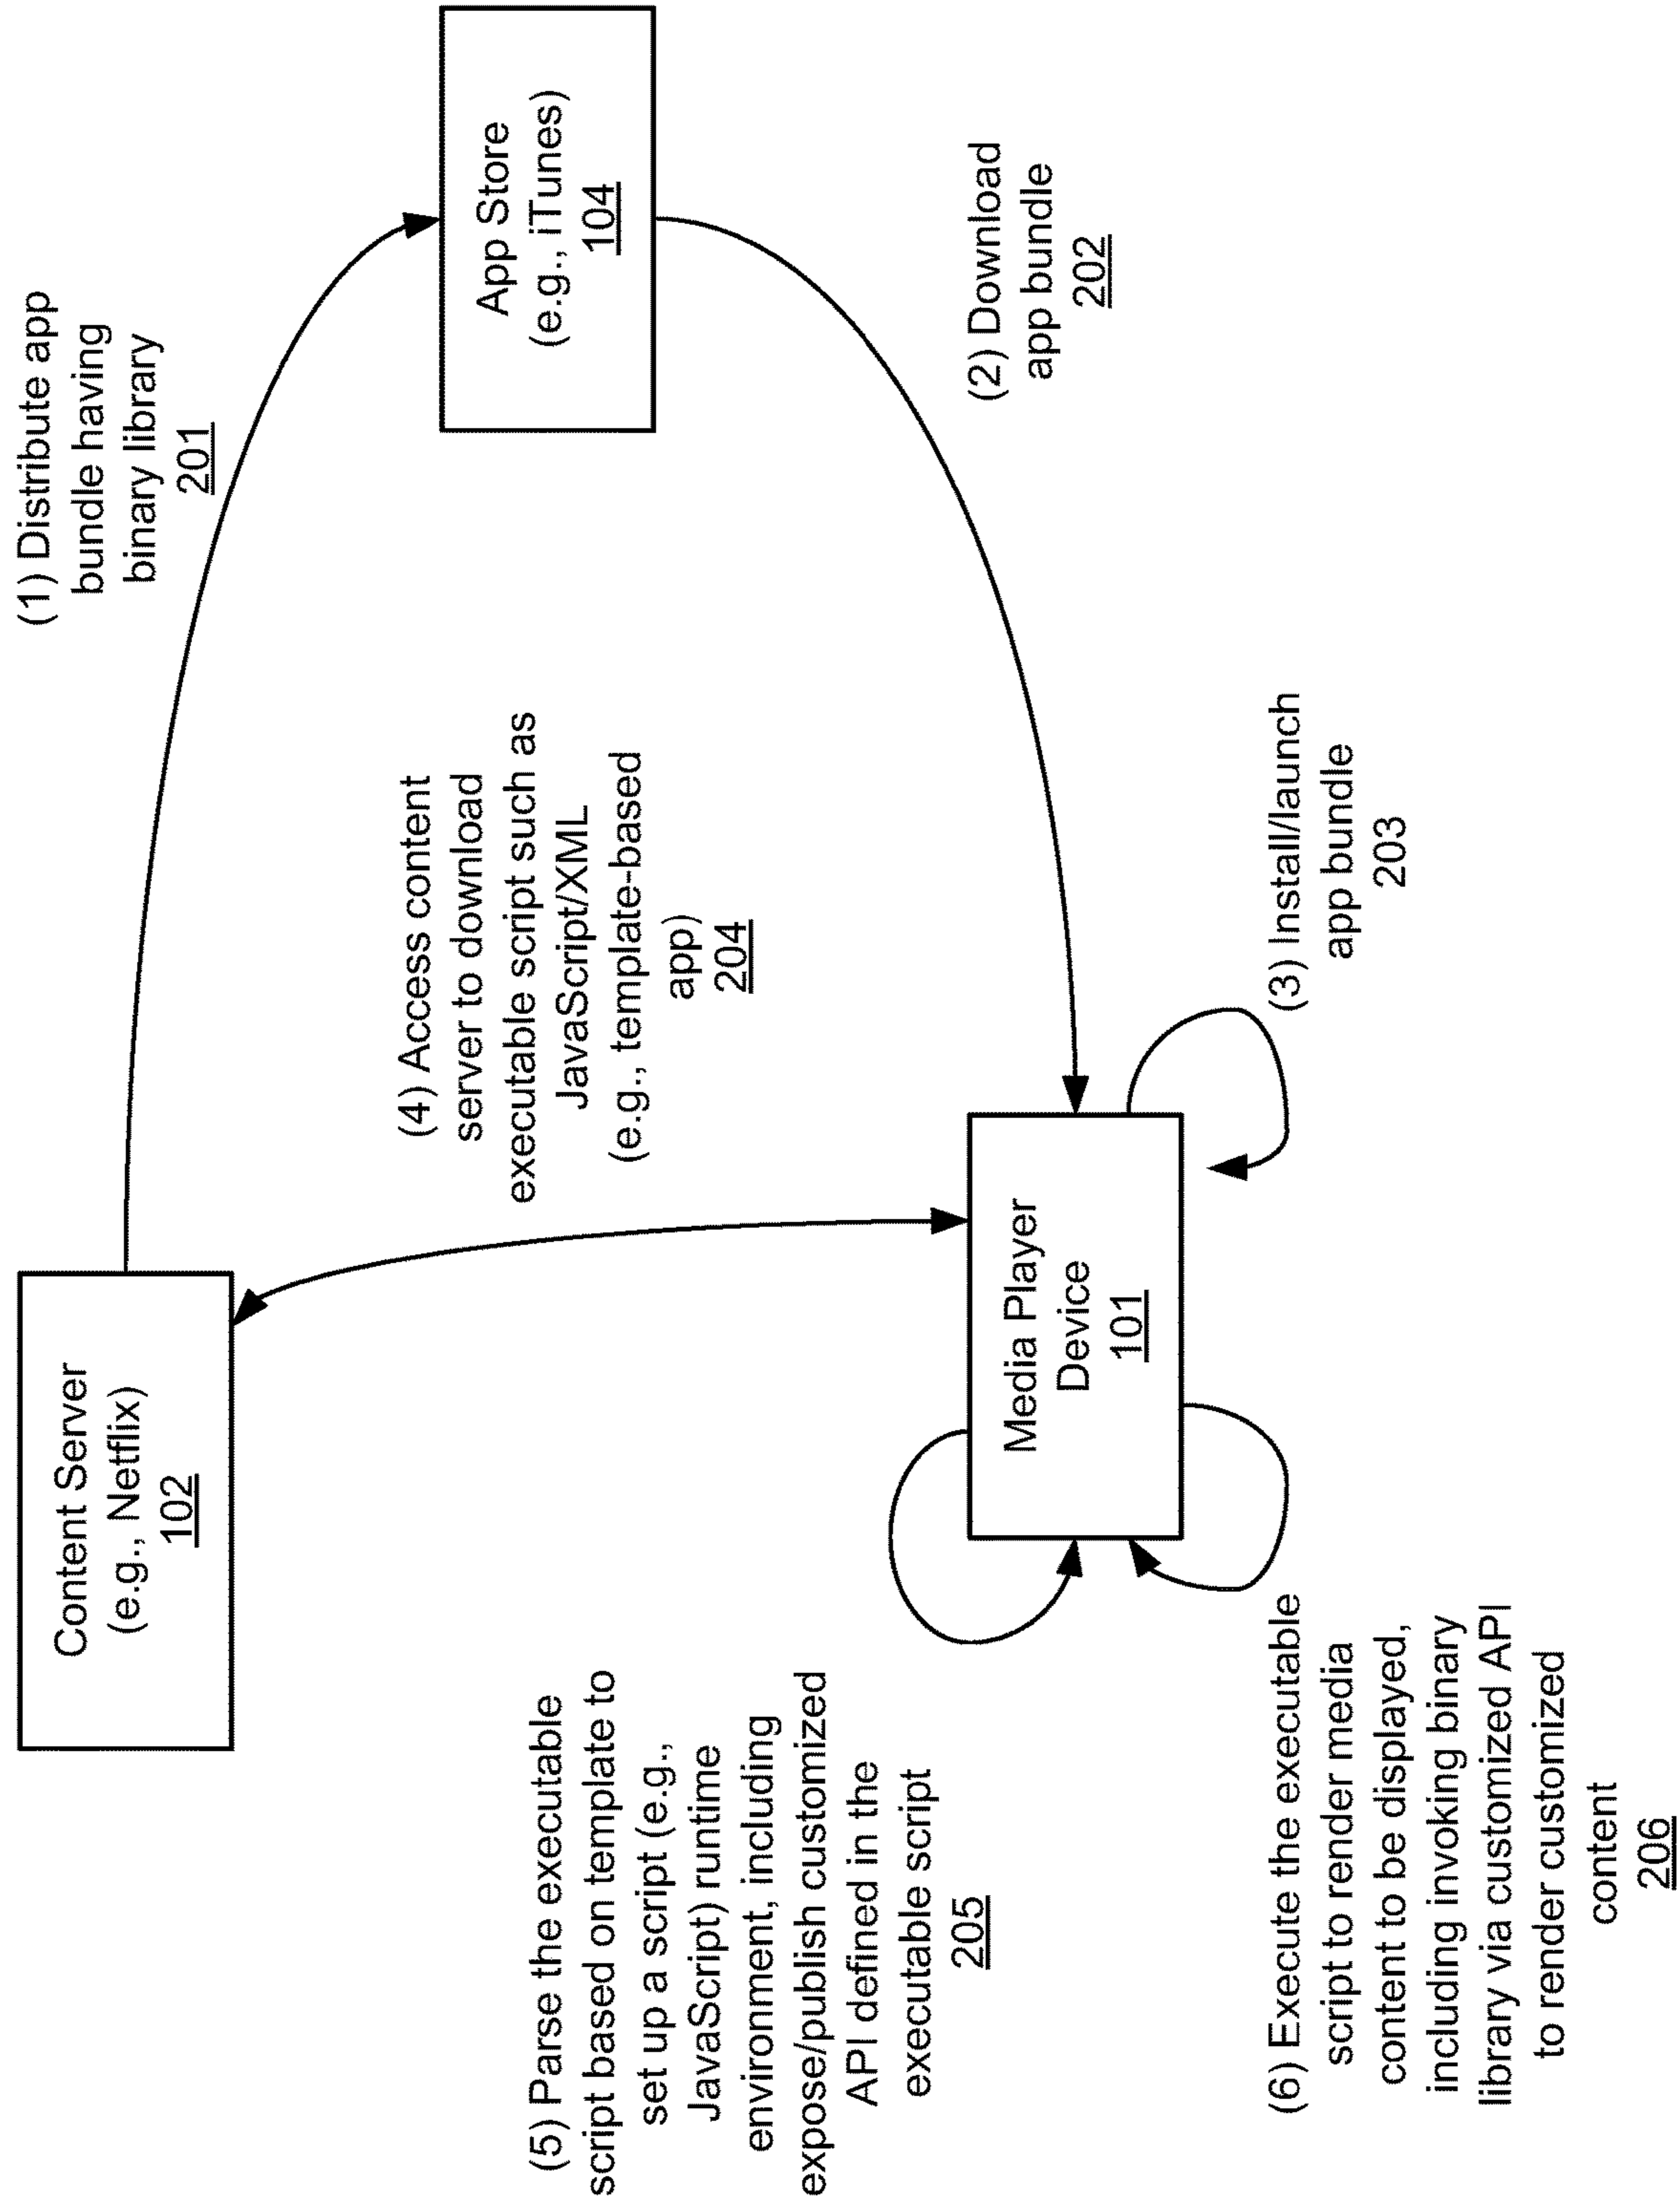 (1) Distribute app
bundle having
binary library
201
Content Server
(e.g., Netflix)
102
App Store
(e.g., iTunes)
104
(4) Access content
server to download
executable script such as
JavaScript/XML
(e.g., template-based
app)
204
(2) Download
app bundle
202
(5) Parse the executable
script based on template to
set up a script (e.g.,
JavaScript) runtime
environment, including
expose/publish customized
API defined in the
executable script
205
Media Player
Device
101
(3) Install/launch
app bundle
203
(6) Execute the executable
script to render media
content to be displayed,
including invoking binary
library via customized API
to render customized
content
206